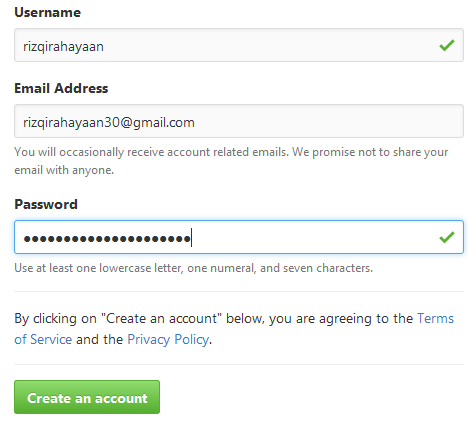 Username
rizqirahayaan
Email Address
rizqirahayaan30@gmail.com
You will occasionally receive account related emails. We promise not to share your
email with anyone.
Password
●●●●●●●●●●●●●●●●●●●●●
Use at least one lowercase letter, one numeral, and seven characters.
By clicking on "Create an account" below, you are agreeing to the Terms
of Service and the Privacy Policy.
Create an account